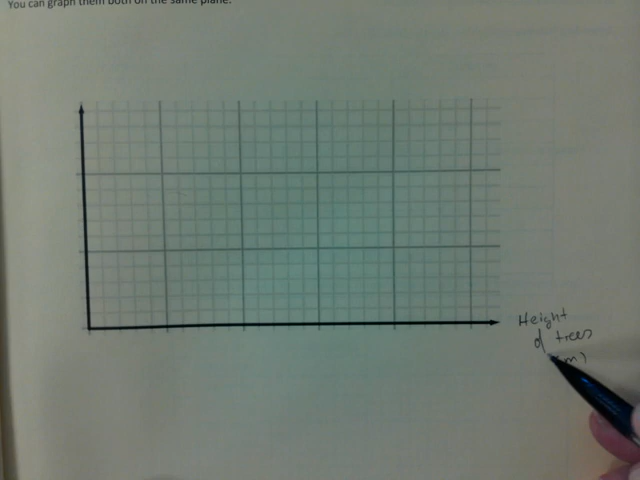 You can graph them both on the same plane.
Height
of trees
(m)